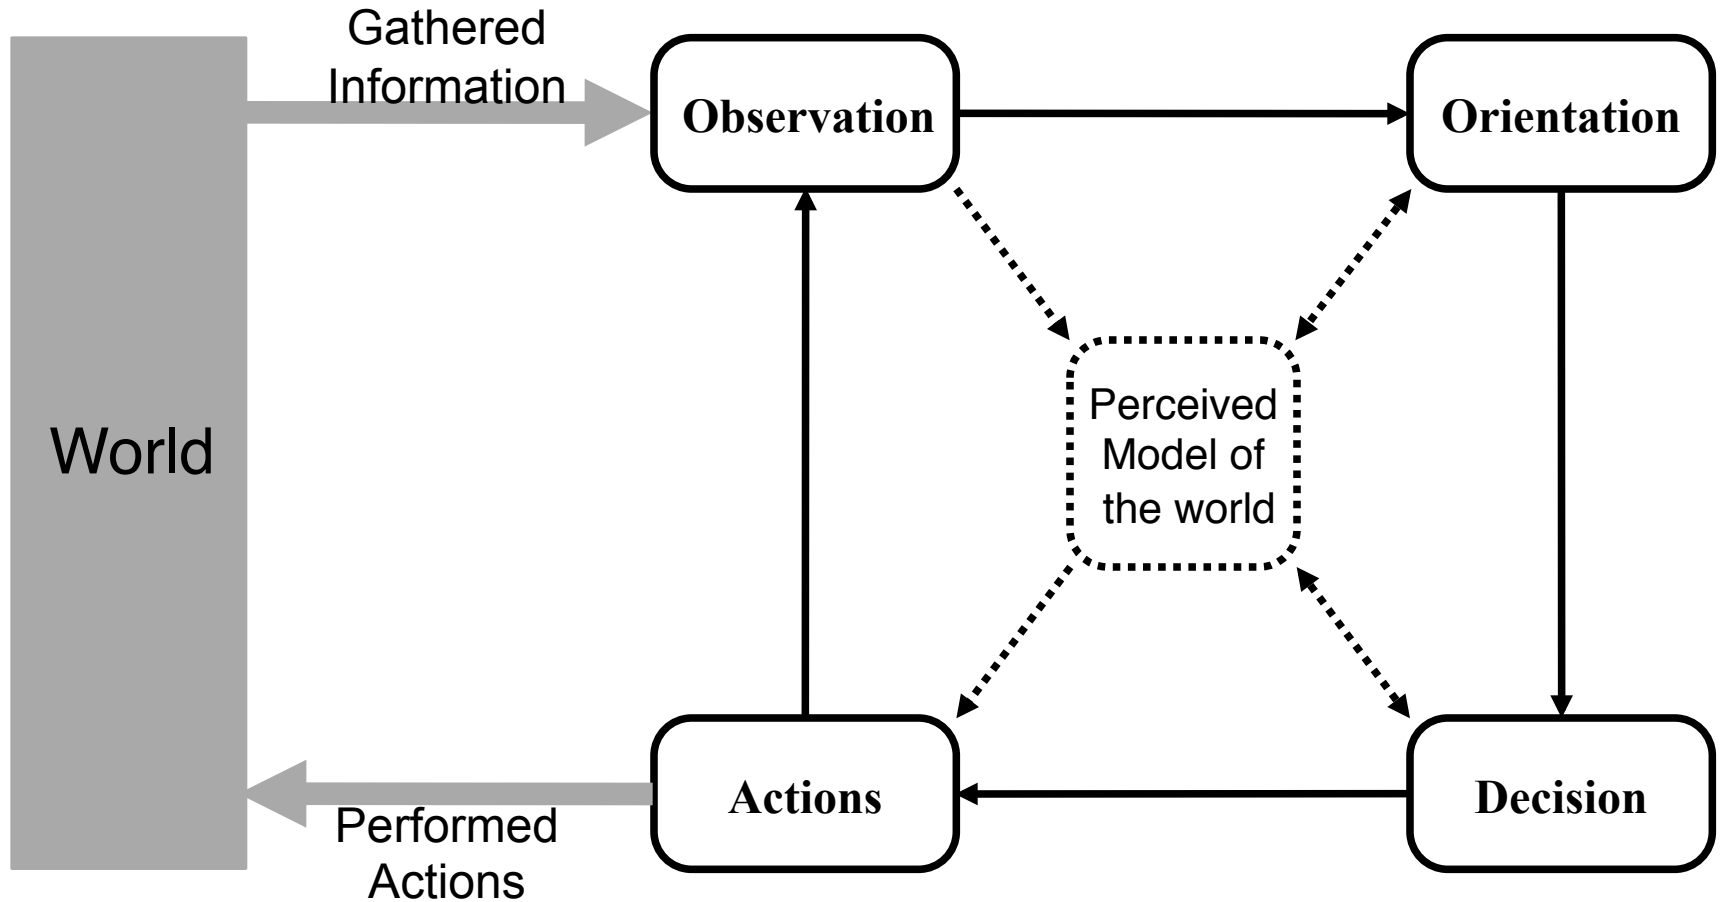 Gathered
Information
Observation
Orientation
World
Perceived
Model of
the world
Actions
Decision
Performed
Actions